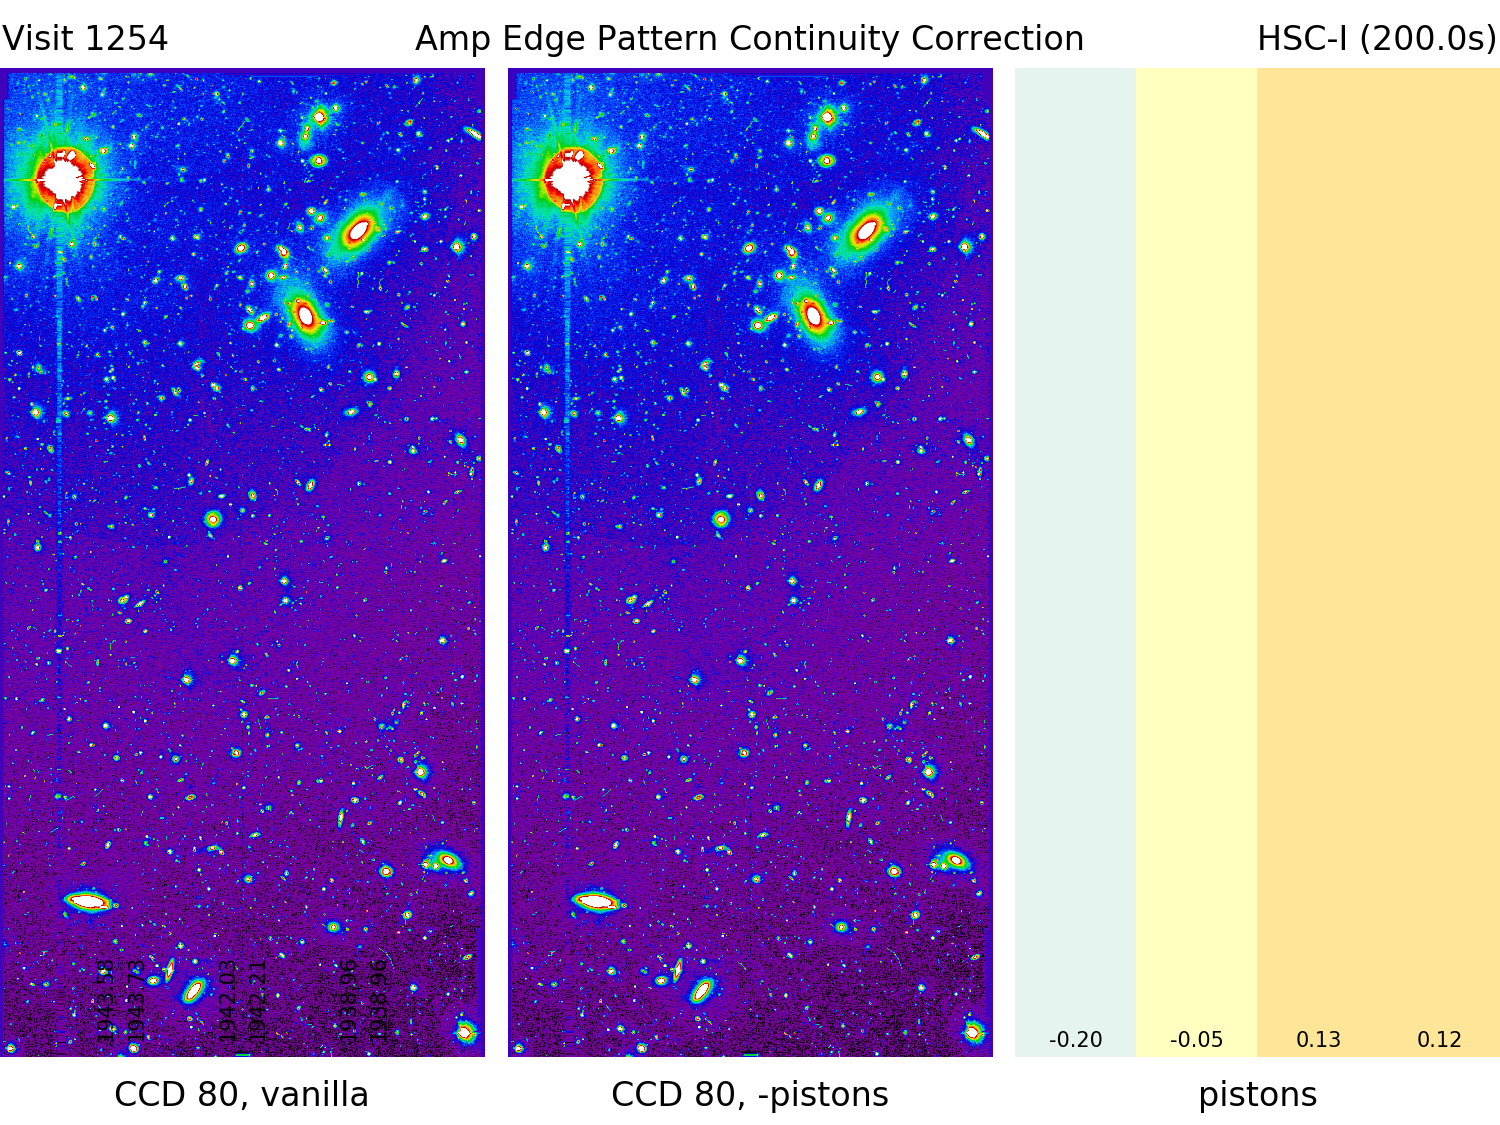 Visit 1254
Amp Edge Pattern Continuity Correction
HSC-I (200.0s)
1943.58
1943.73
1942.03
1942.21
1938.96
1938.96
-0.20
-0.05
0.13
0.12
CCD 80, vanilla
CCD 80, -pistons
pistons